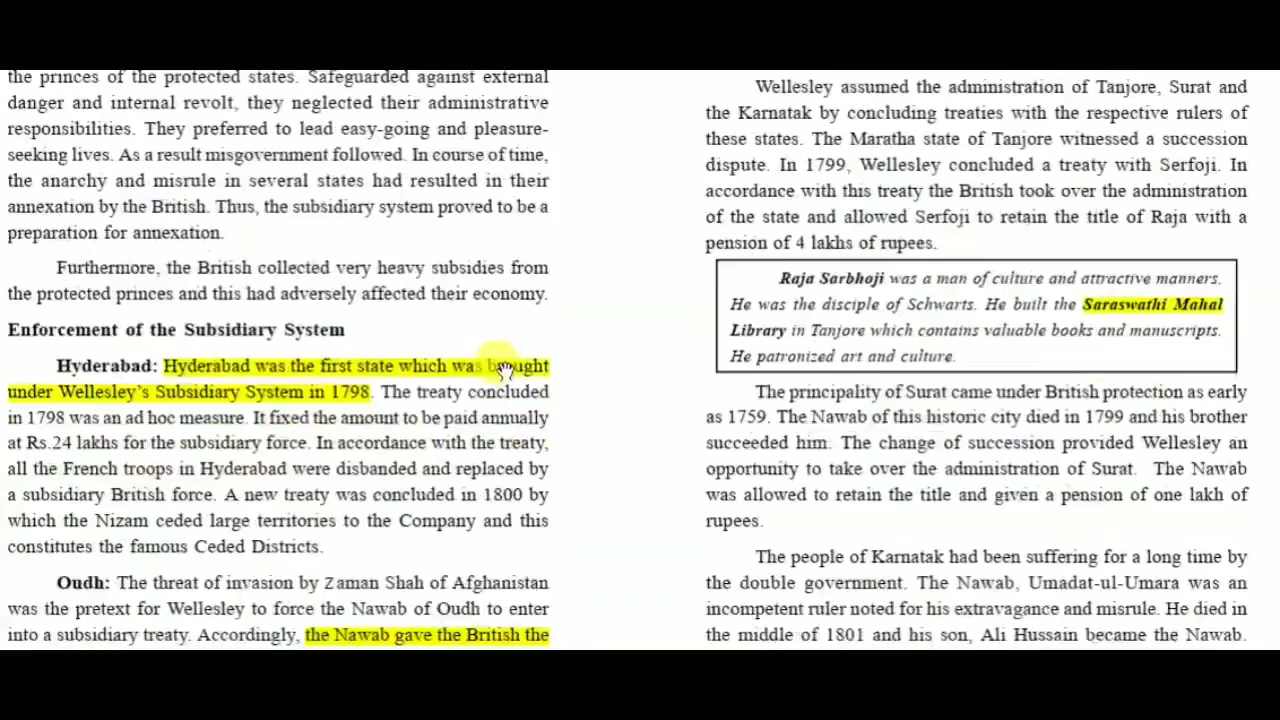 the princes of the protected states. Safeguarded against external
danger and internal revolt, they neglected their administrative
responsibilities. They preferred to lead easy-going and pleasure-
seeking lives. As a result misgovernment followed. In course of time,
the anarchy and misrule in several states had resulted in their
annexation by the British. Thus, the subsidiary system proved to be a
preparation for annexation.
Furthermore, the British collected very heavy subsidies from
the protected princes and this had adversely affected their economy.
Enforcement of the Subsidiary System
Hyderabad: Hyderabad was the first state which was brought
under Wellesley's Subsidiary System in 1798. The treaty concluded
in 1798 was an ad hoc measure. It fixed the amount to be paid annually
at Rs.24 lakhs for the subsidiary force. In accordance with the treaty,
all the French troops in Hyderabad were disbanded and replaced by
a subsidiary British force. A new treaty was concluded in 1800 by
which the Nizam ceded large territories to the Company and this
constitutes the famous Ceded Districts.
Oudh: The threat of invasion by Zaman Shah of Afghanistan
was the pretext for Wellesley to force the Nawab of Oudh to enter
into a subsidiary treaty. Accordingly, the Nawab gave the British the
Wellesley assumed the administration of Tanjore, Surat and
the Karnatak by concluding treaties with the respective rulers of
these states. The Maratha state of Tanjore witnessed a succession
dispute. In 1799, Wellesley concluded a treaty with Serfoji. In
accordance with this treaty the British took over the administration
of the state and allowed Serfoji to retain the title of Raja with a
pension of 4 lakhs of rupees.
Raja Sarbhoji was a man of culture and attractive manners.
He was the disciple of Schwarts. He built the Saraswathi Mahal
Library in Tanjore which contains valuable books and manuscripts.
He patronized art and culture.
The principality of Surat came under British protection as early
as 1759. The Nawab of this historic city died in 1799 and his brother
succeeded him. The change of succession provided Wellesley an
opportunity to take over the administration of Surat. The Nawab
was allowed to retain the title and given a pension of one lakh of
rupees.
The people of Karnatak had been suffering for a long time by
the double government. The Nawab, Umadat-ul-Umara was an
incompetent ruler noted for his extravagance and misrule. He died in
the middle of 1801 and his son, Ali Hussain became the Nawab.